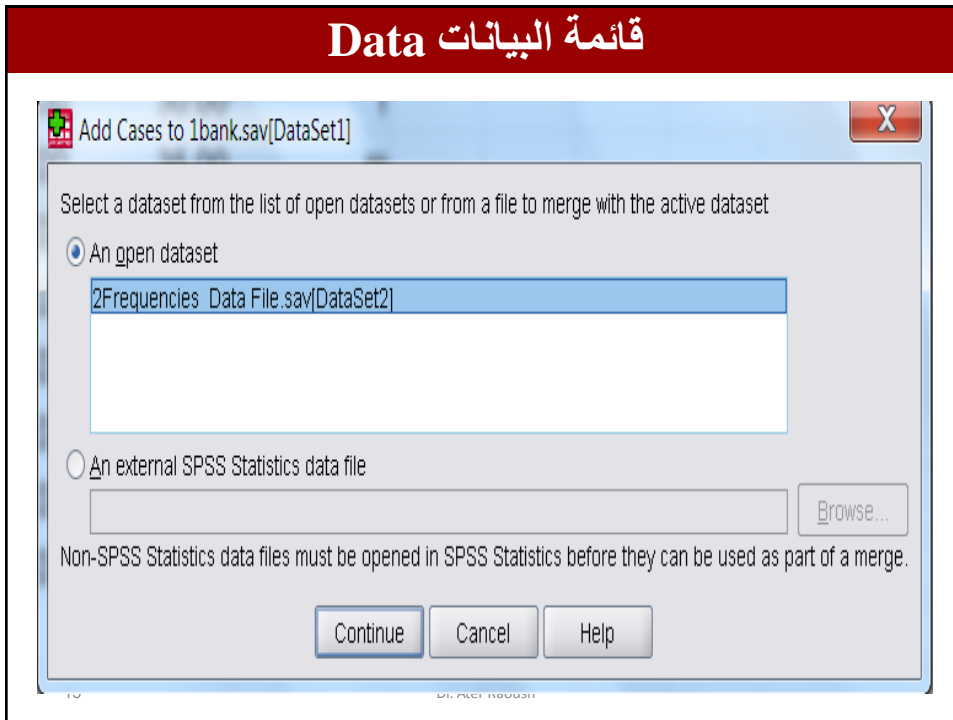 قائمة البيانات Data
Add Cases to 1bank.sav[DataSet1]
X
Select a dataset from the list of open datasets or from a file to merge with the active dataset
An open dataset
2Frequencies Data File.sav[DataSet2]
An external SPSS Statistics data file
Browse...
Non-SPSS Statistics data files must be opened in SPSS Statistics before they can be used as part of a merge.
Continue Cancel Help